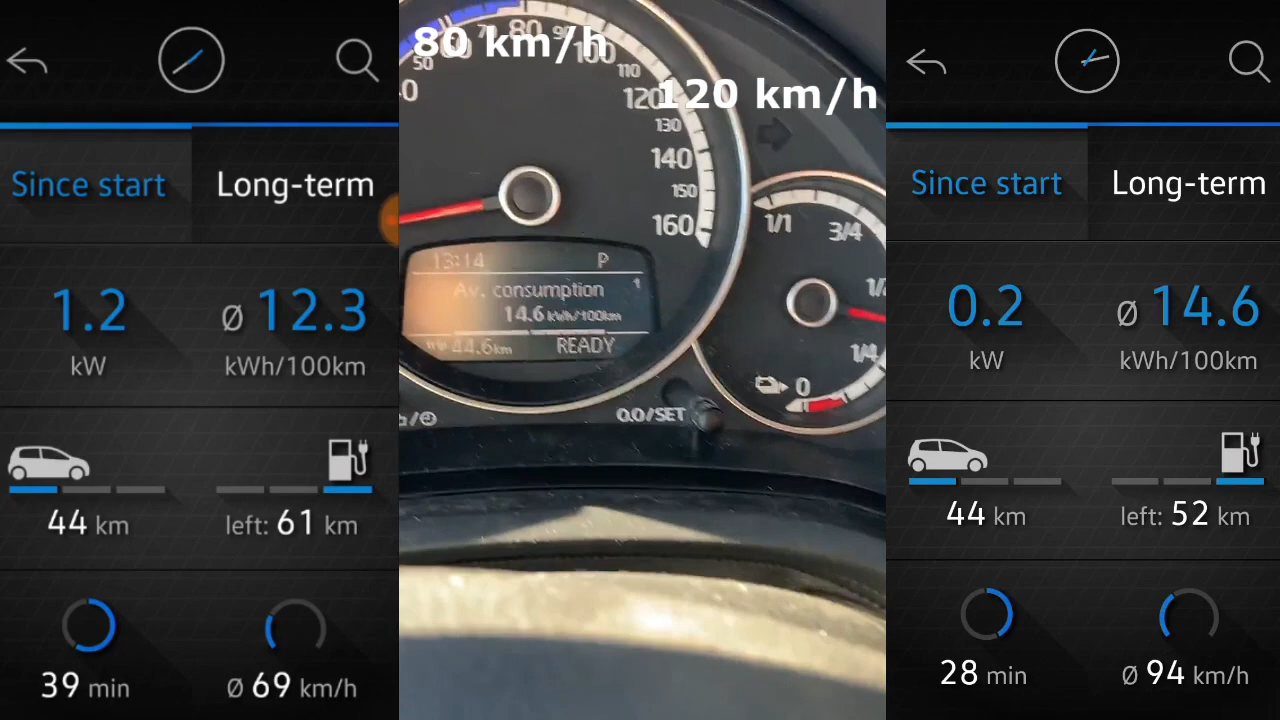 Since start Long-term
1.2
kW
Ø 12.3
kWh/100km
44 km
left: 61 km
39 min
Ø 69 km/h
80 km/h
120 km/h
50
70
80
100
110
120
130
140
150
160
13:14 P
Av. consumption
14.6 kWh/100km
44.6km READY
0.0/SET
1/1
3/4
1/4
0
Since start Long-term
0.2
kW
Ø 14.6
kWh/100km
44 km
left: 52 km
28 min
Ø 94 km/h